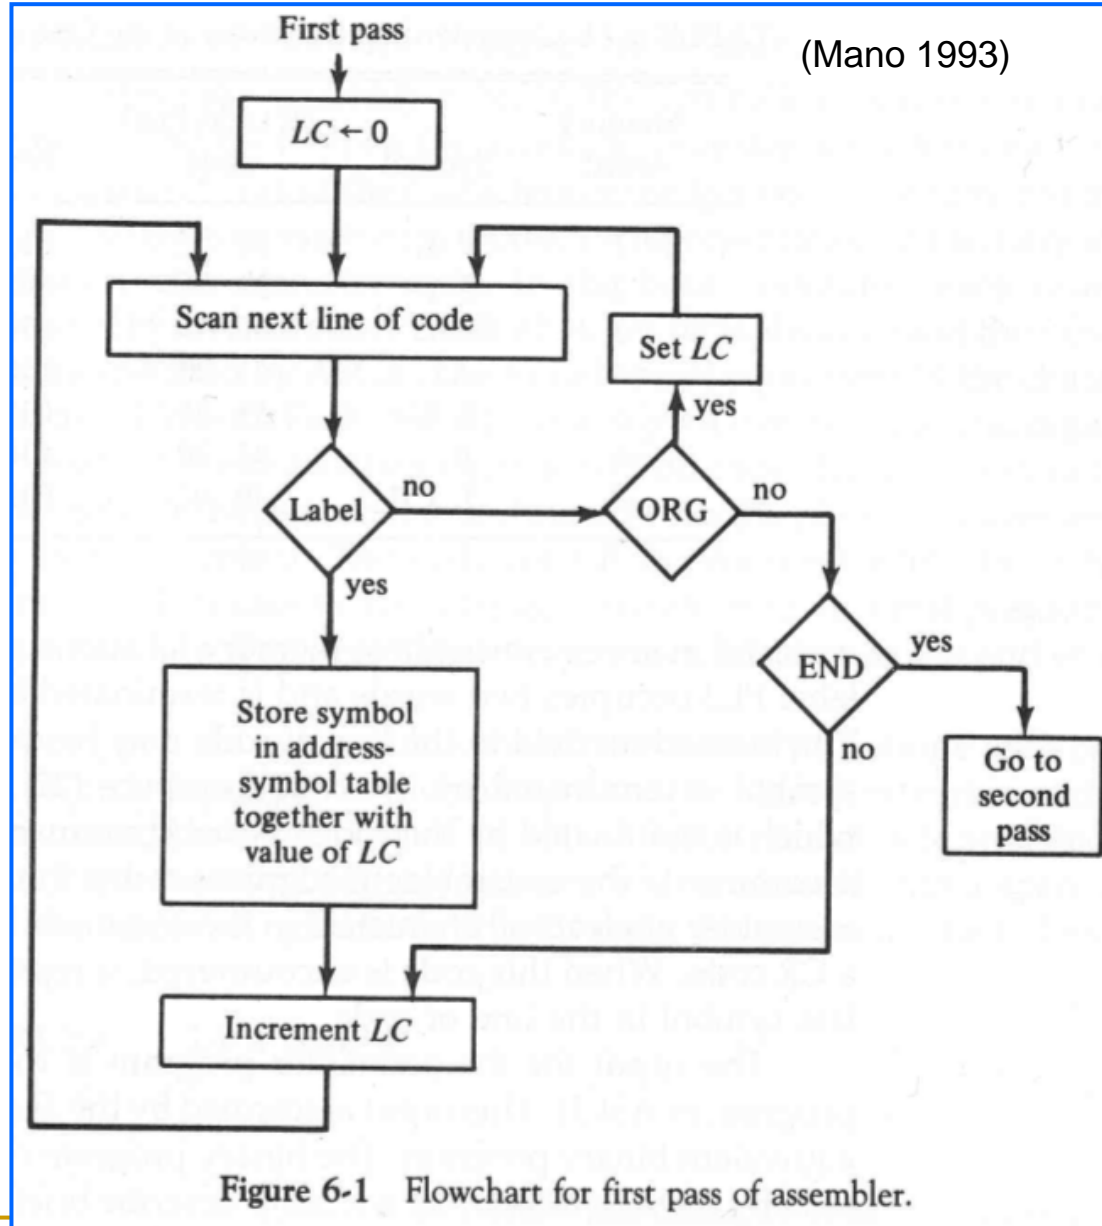 First pass
(Mano 1993)
LC ← 0
Scan next line of code
Set LC
yes
Label
no
ORG
no
yes
END
yes
no
Store symbol
in address-
symbol table
together with
value of LC
Go to
second
pass
Increment LC
Figure 6-1 Flowchart for first pass of assembler.